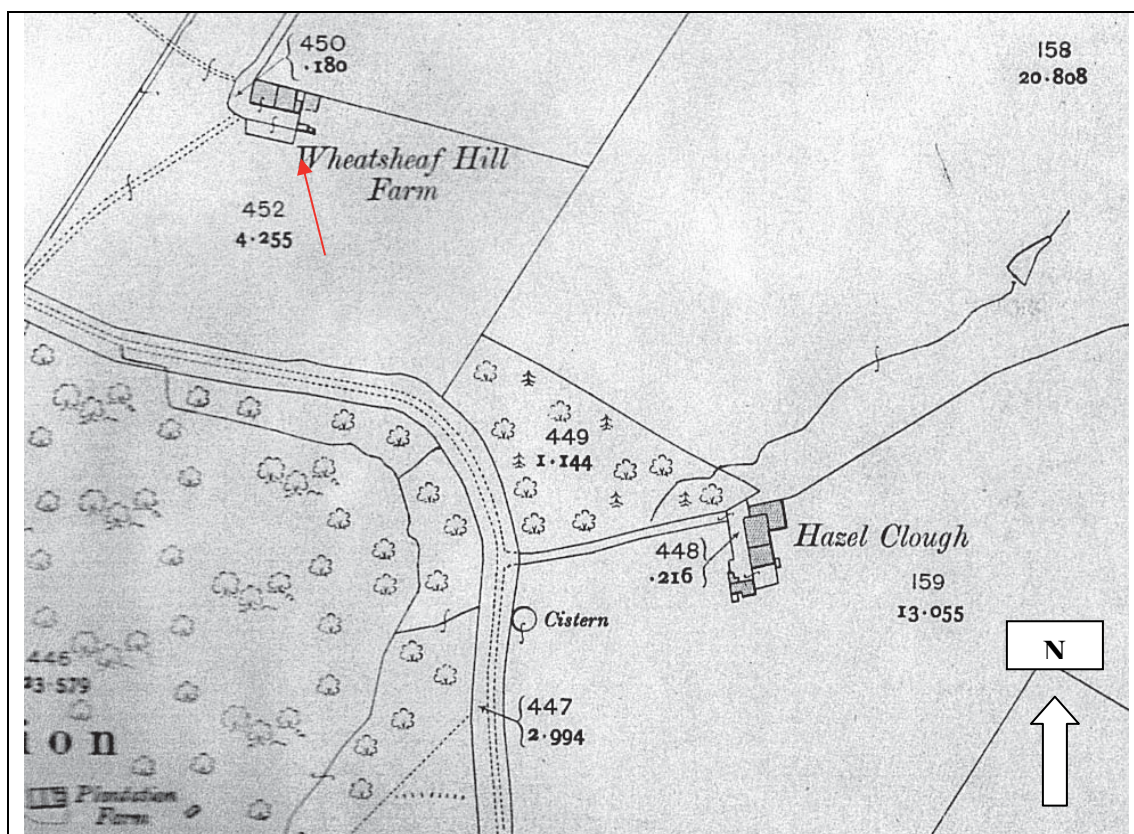 450
·180
158
20·808
Wheatsheaf Hill
Farm
452
4·255
449
1·144
Hazel Clough
448
·216
159
13·055
Cistern
N
446
447
2·994
23·579
ion
Plantation
Farm